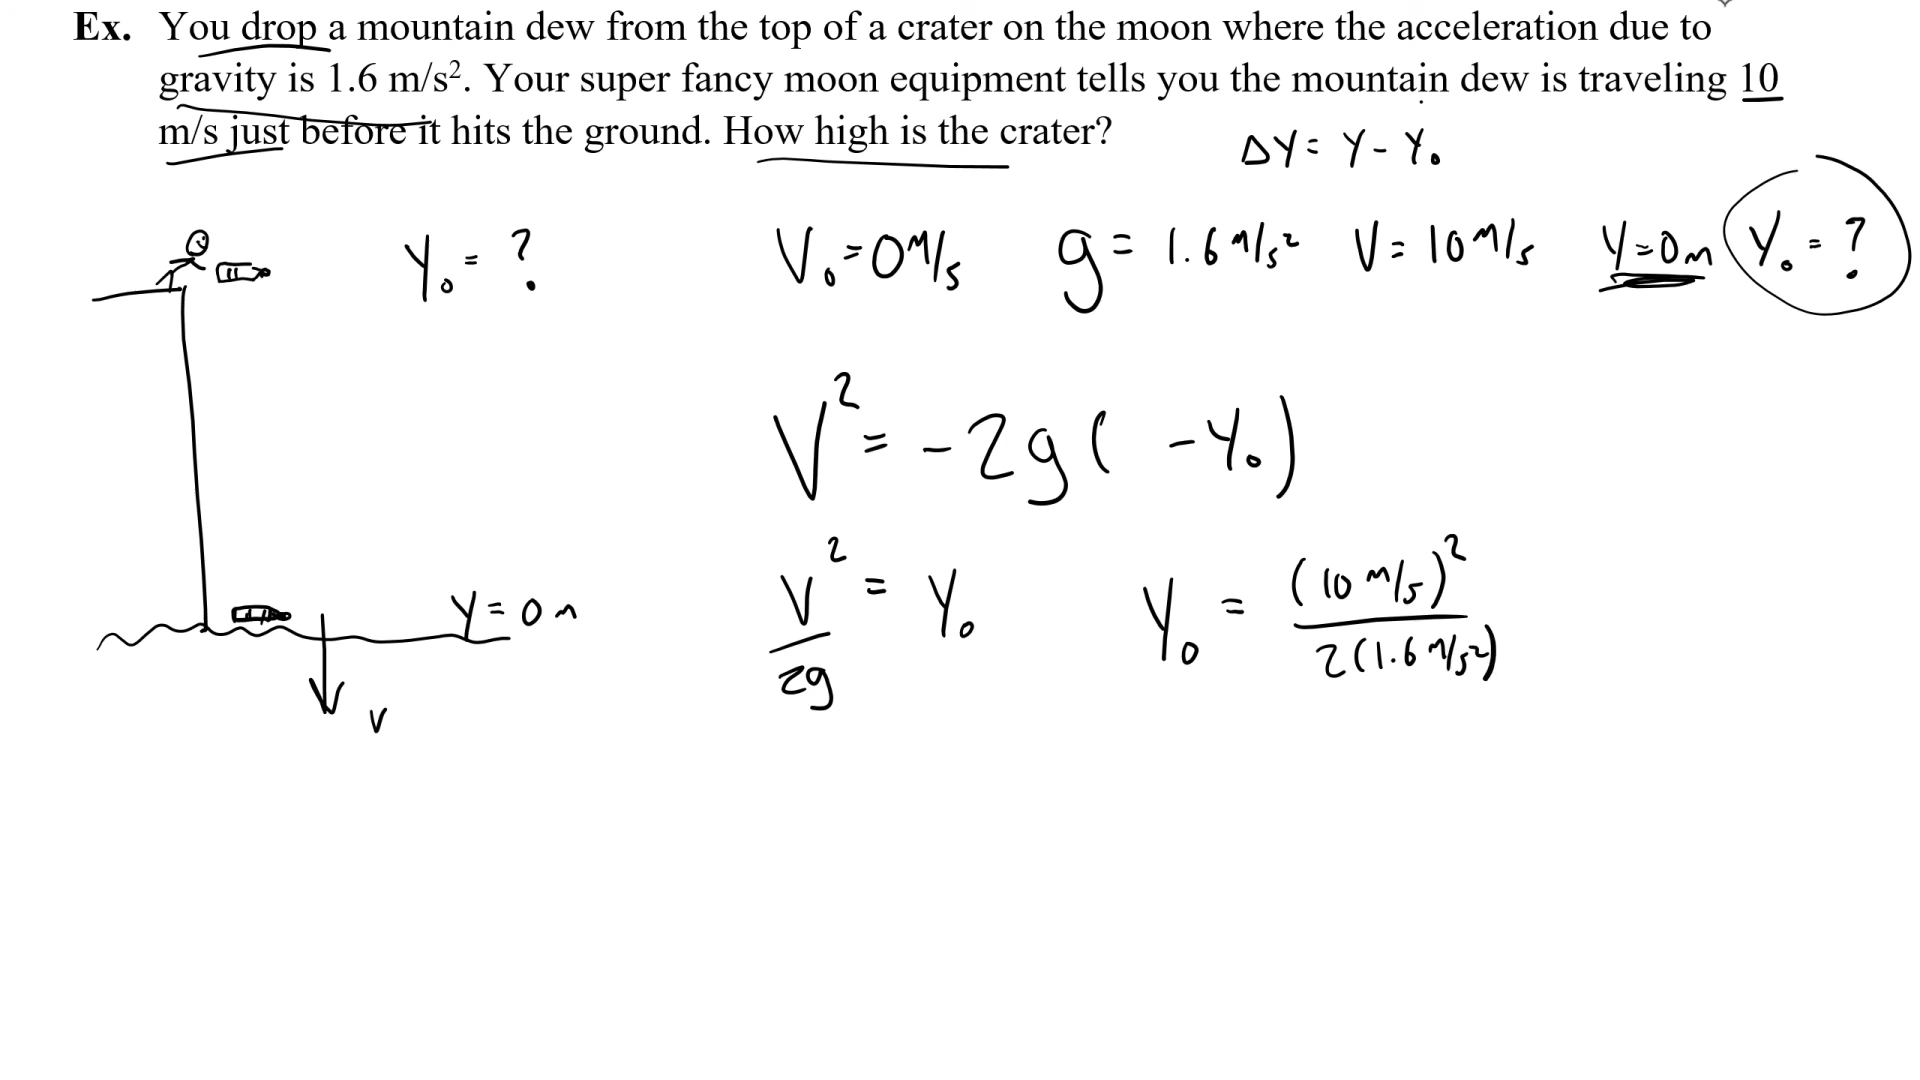 Ex. You drop a mountain dew from the top of a crater on the moon where the acceleration due to
gravity is 1.6 m/s². Your super fancy moon equipment tells you the mountain dew is traveling 10
m/s just before it hits the ground. How high is the crater?
ΔY = Y - Y₀
Y₀ = ?
V₀ = 0 M/s g = 1.6 M/s² V = 10 M/s Y = 0 m Y₀ = ?
V² = -2g( -Y₀)
V²/2g = Y₀ Y₀ = (10 M/s)²/2(1.6 M/s²)
Y = 0 m
V